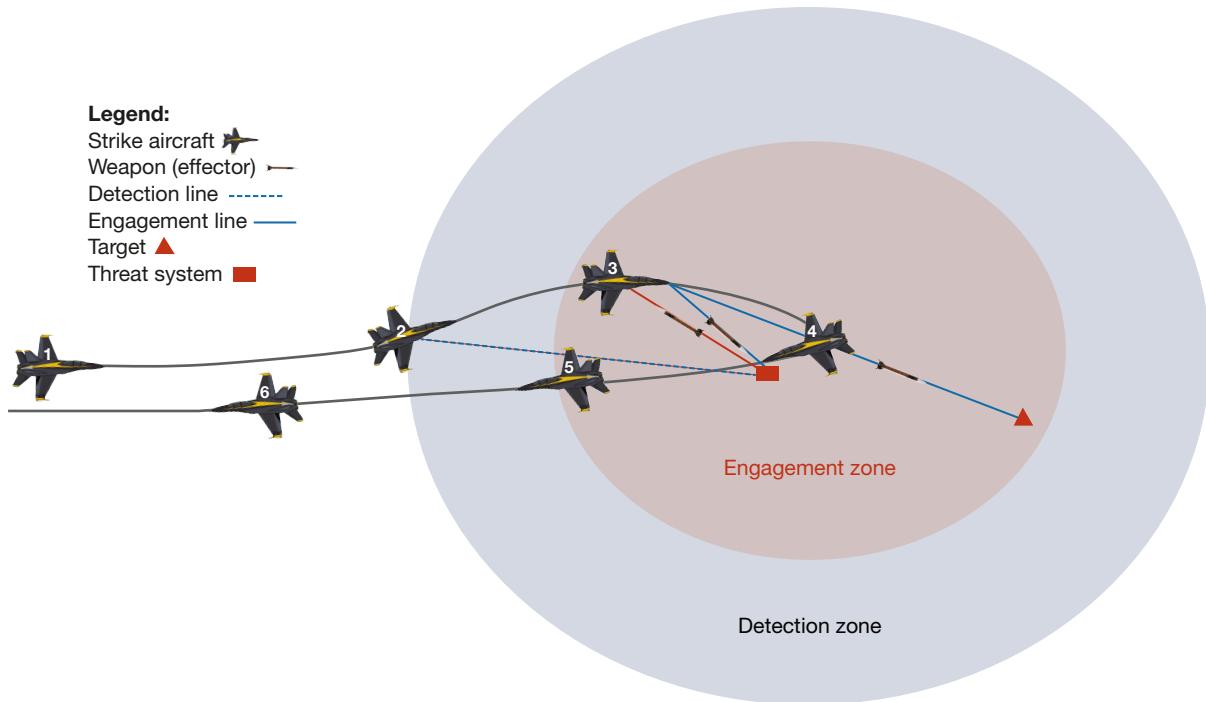 Legend:
Strike aircraft
Weapon (effector)
Detection line
Engagement line
Target
Threat system
1
2
3
4
5
6
Engagement zone
Detection zone